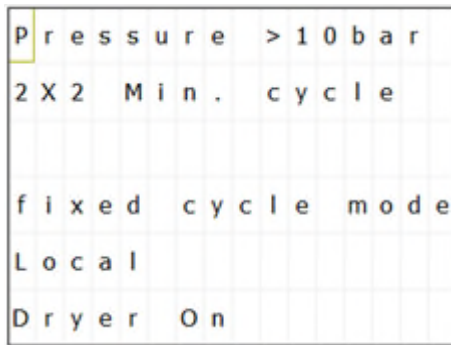 Pressure >10bar
2X2 Min. cycle
fixed cycle mode
Local
Dryer On